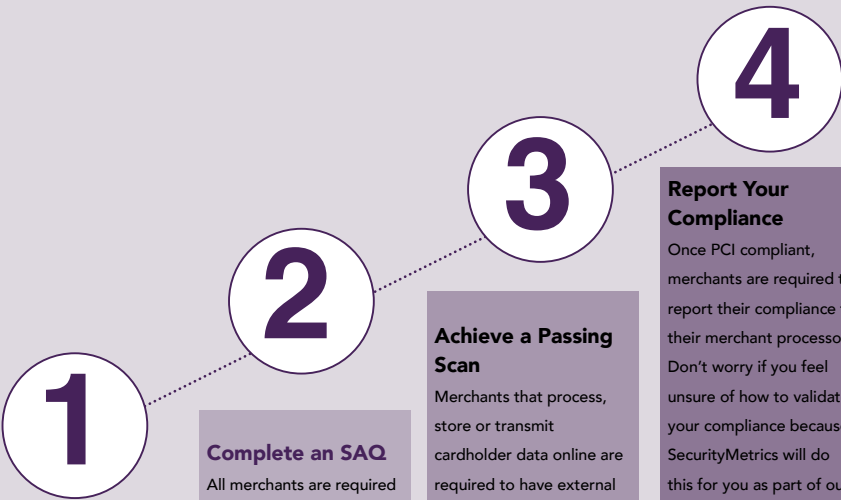 1
2
Complete an SAQ
All merchants are required
3
Achieve a Passing
Scan
Merchants that process,
store or transmit
cardholder data online are
required to have external
4
Report Your
Compliance
Once PCI compliant,
merchants are required
report their compliance
their merchant
Don't worry if you feel
unsure of how to
your compliance
SecurityMetrics will do
this for you as part of